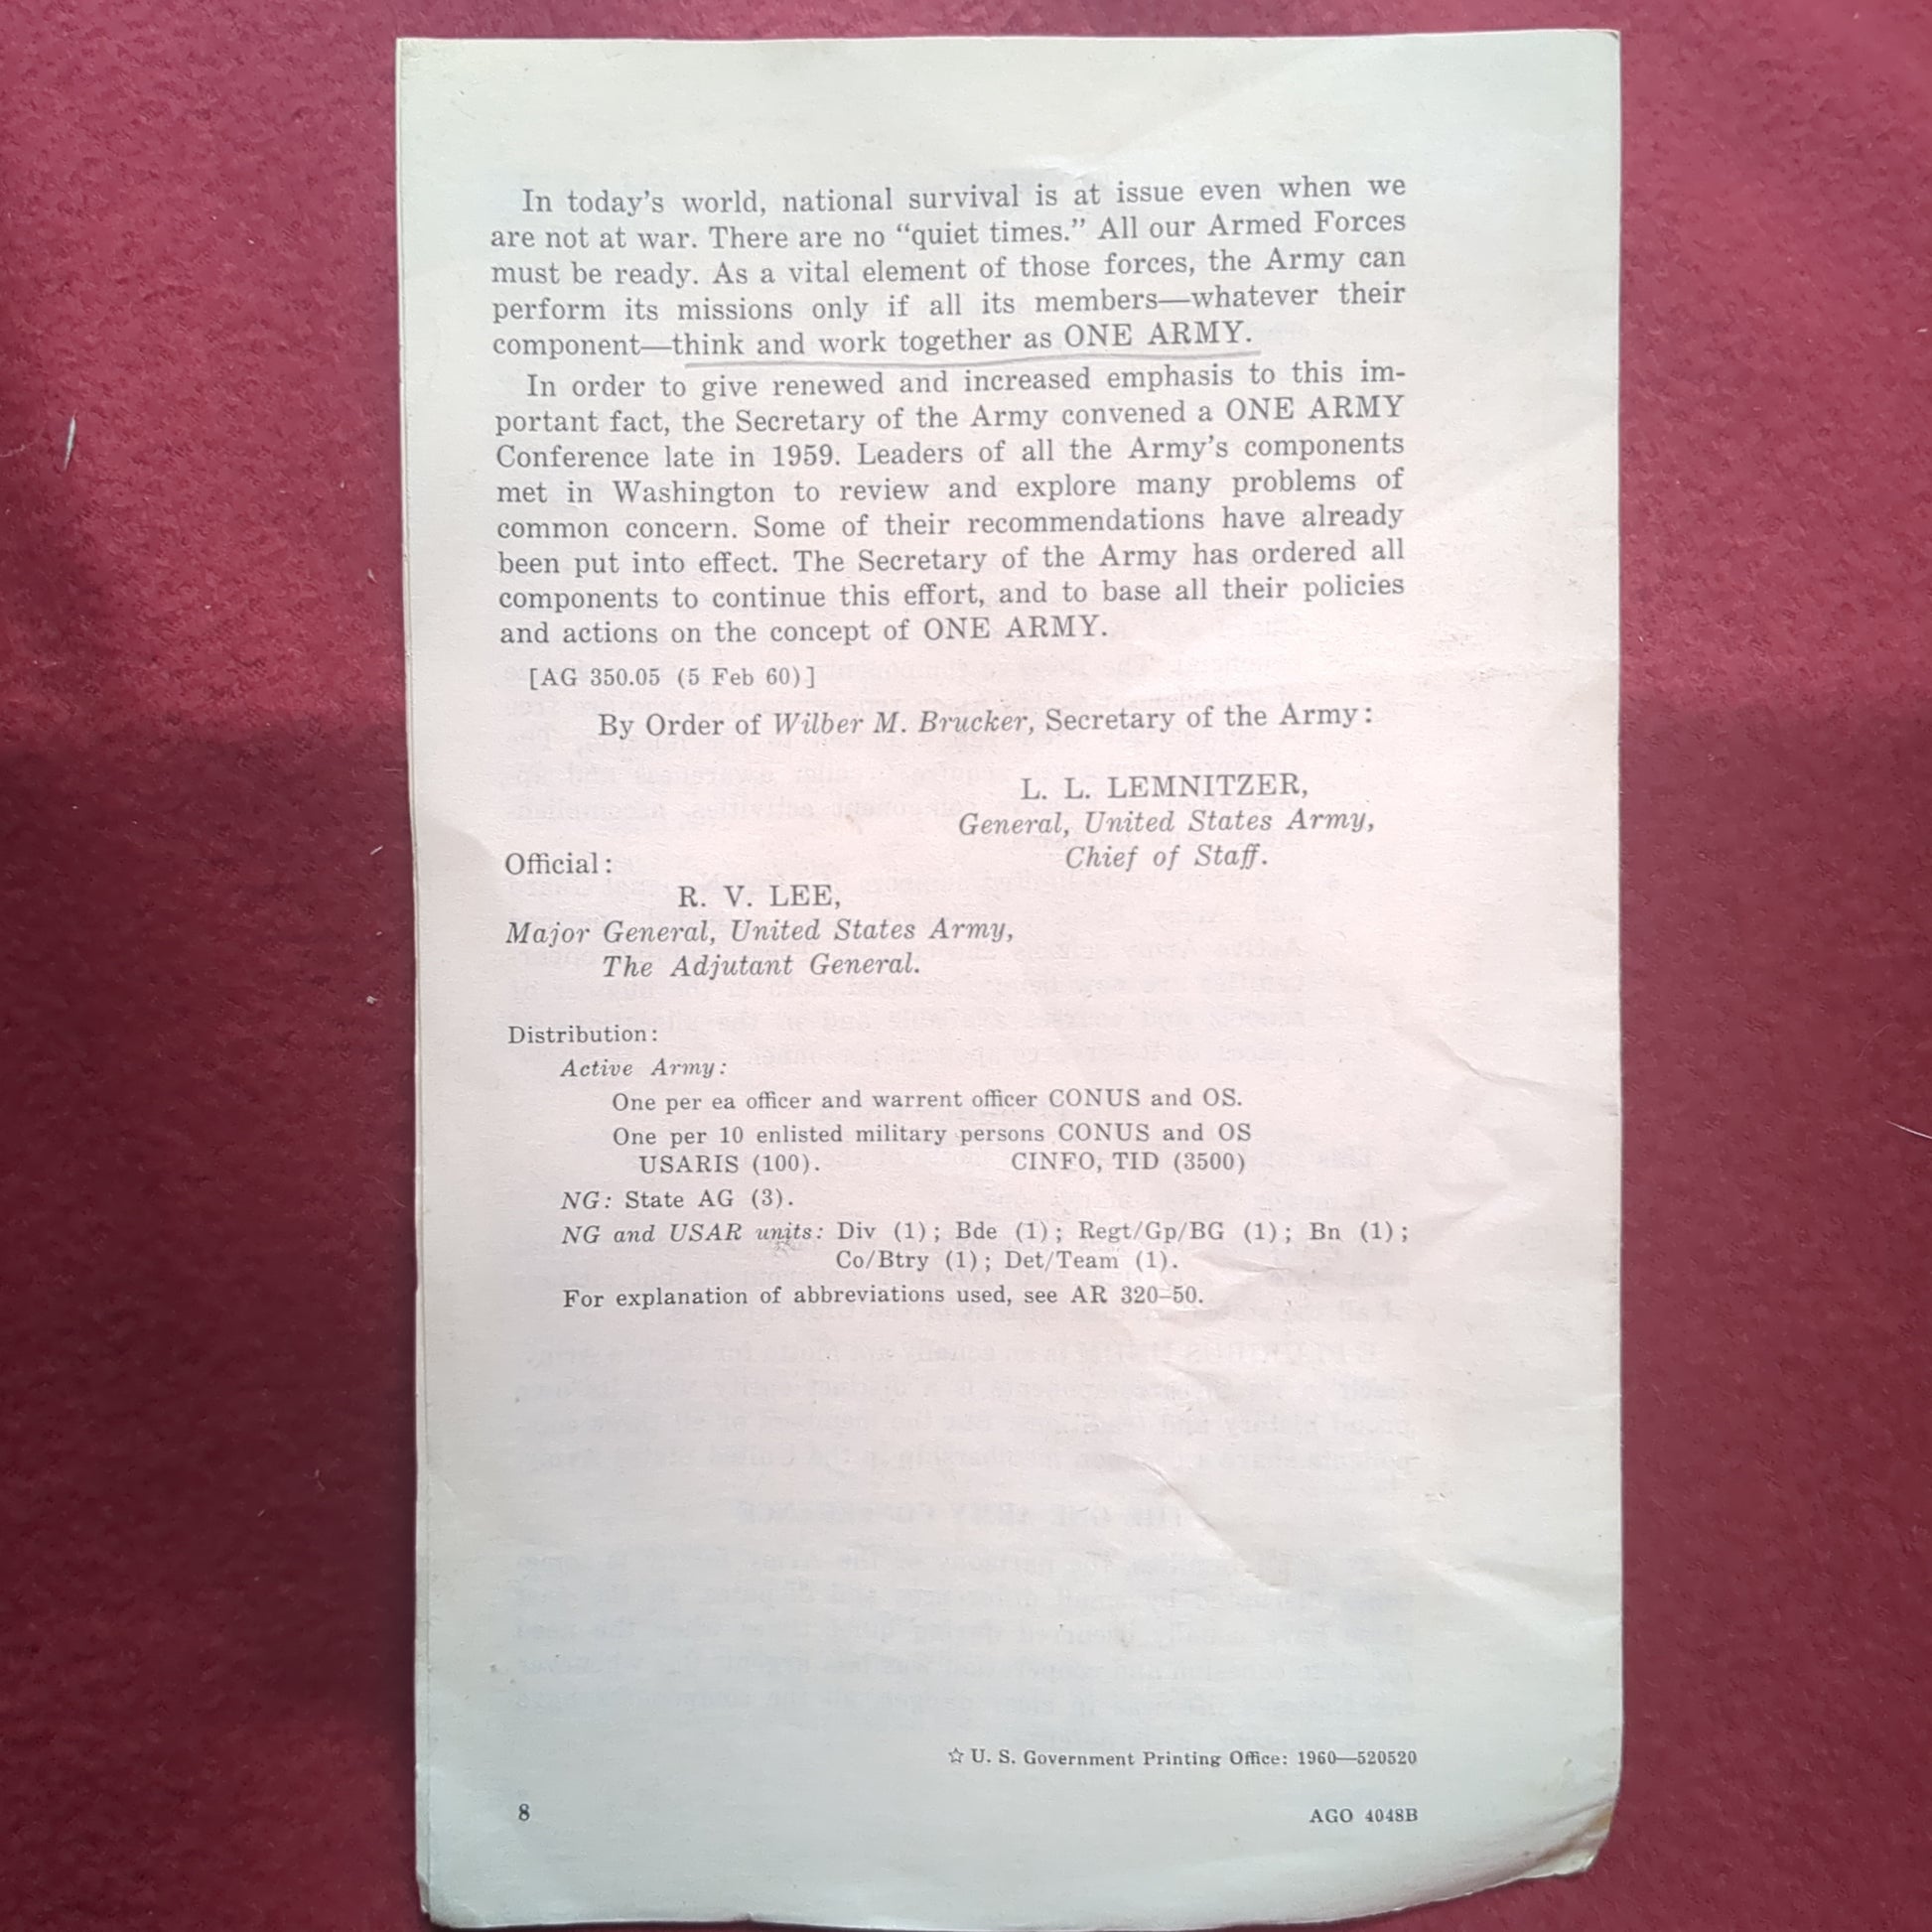 In today's world, national survival is at issue even when we
are not at war. There are no “quiet times.” All our Armed Forces
must be ready. As a vital element of those forces, the Army can
perform its missions only if all its members—whatever their
component—think and work together as ONE ARMY.
In order to give renewed and increased emphasis to this im-
portant fact, the Secretary of the Army convened a ONE ARMY
Conference late in 1959. Leaders of all the Army's components
met in Washington to review and explore many problems of
common concern. Some of their recommendations have already
been put into effect. The Secretary of the Army has ordered all
components to continue this effort, and to base all their policies
and actions on the concept of ONE ARMY.
[AG 350.05 (5 Feb 60)]
By Order of Wilber M. Brucker, Secretary of the Army:
L. L. LEMNITZER,
General, United States Army,
Chief of Staff.
Official:
R. V. LEE,
Major General, United States Army,
The Adjutant General.
Distribution:
Active Army:
One per ea officer and warrent officer CONUS and OS.
One per 10 enlisted military persons CONUS and OS
USARIS (100). CINFO, TID (3500)
NG: State AG (3).
NG and USAR units: Div (1); Bde (1); Regt/Gp/BG (1); Bn (1);
Co/Btry (1); Det/Team (1).
For explanation of abbreviations used, see AR 320-50.
☆ U. S. Government Printing Office: 1960—520520
8 AGO 4048B